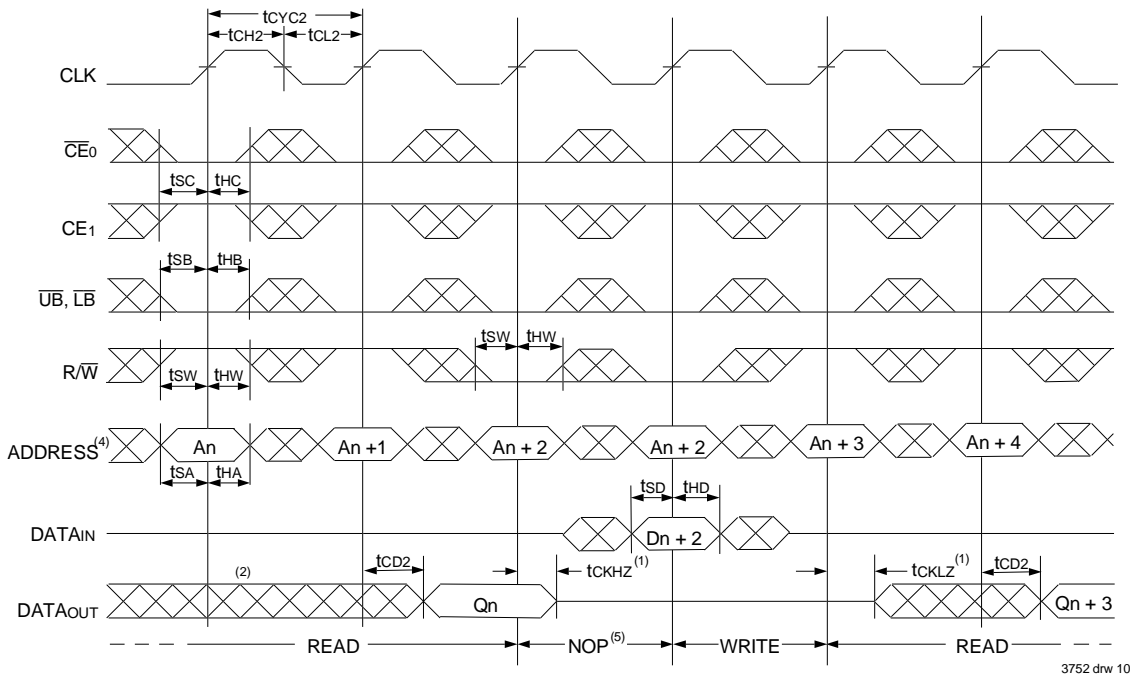 tCYC2
tCH2 tCL2
CLK
CE0
tSC tHC
CE1
tSB tHB
UB, LB
tSW tHW
R/W
tSW tHW
ADDRESS(4) An An +1 An + 2 An + 2 An + 3 An + 4
tSA tHA
tSD tHD
DATAIN Dn + 2
(2) tCD2 tCKHZ(1) tCKLZ(1) tCD2
DATAOUT Qn Qn + 3
READ NOP(5) WRITE READ
3752 drw 10